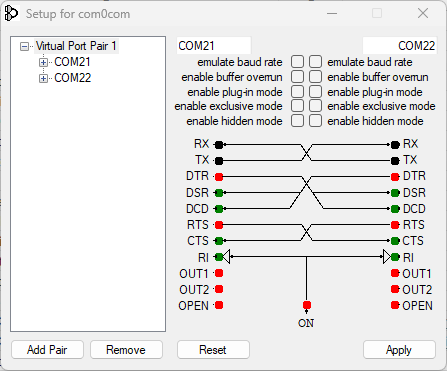 Setup for com0com
Virtual Port Pair 1
COM21
COM22
COM21 COM22
emulate baud rate emulate baud rate
enable buffer overrun enable buffer overrun
enable plug-in mode enable plug-in mode
enable exclusive mode enable exclusive mode
enable hidden mode enable hidden mode
RX RX
TX TX
DTR DTR
DSR DSR
DCD DCD
RTS RTS
CTS CTS
RI RI
OUT1 OUT1
OUT2 OUT2
OPEN OPEN
ON
Add Pair Remove Reset Apply